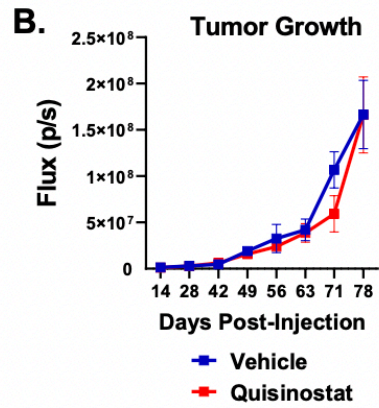 B.
Tumor Growth
Flux (p/s)
2.5×10⁸
2×10⁸
1.5×10⁸
1×10⁸
5×10⁷
0
14 28 42 49 56 63 71 78
Days Post-Injection
Vehicle
Quisinostat